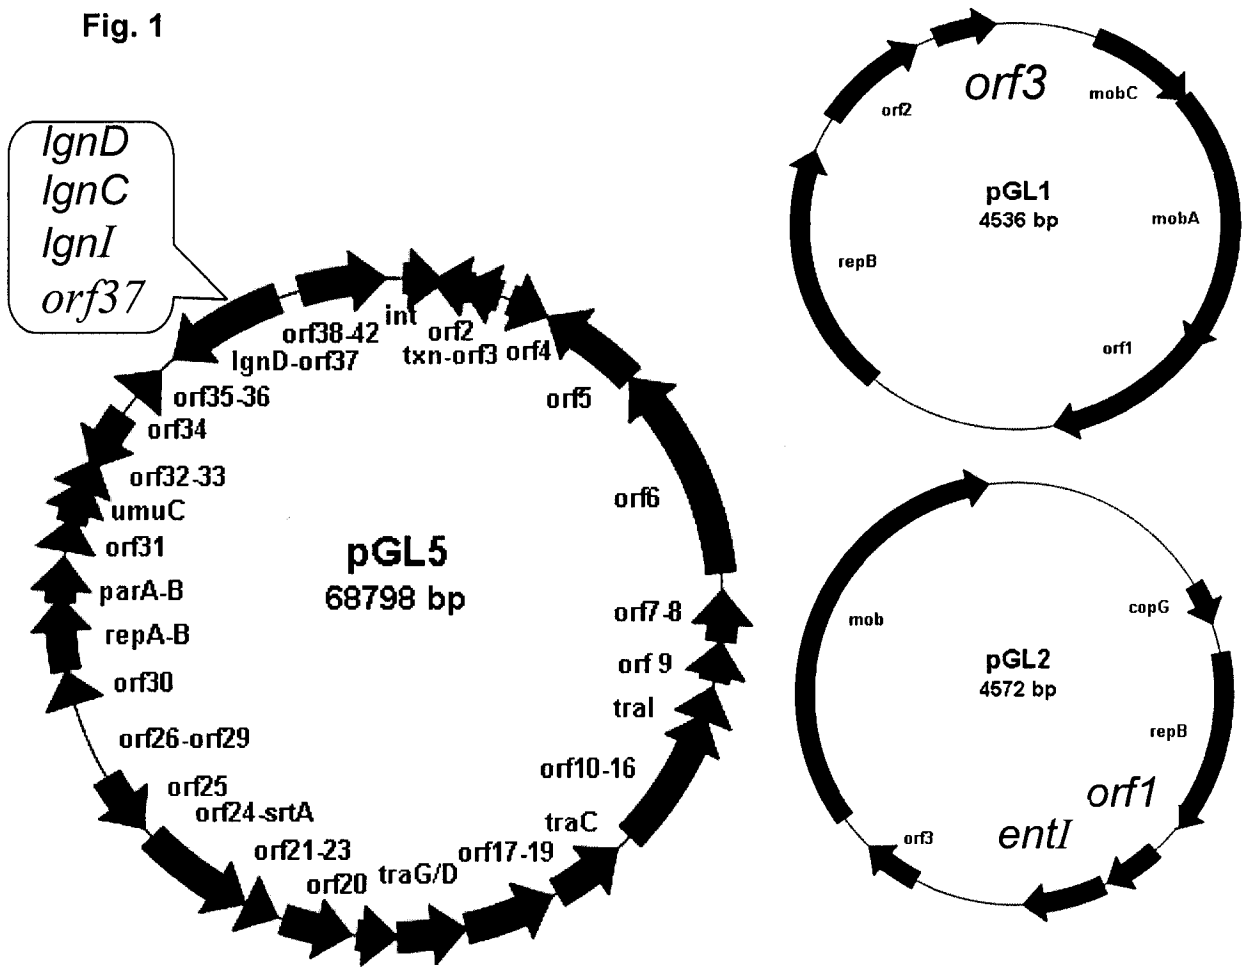 Fig. 1
lgnD
lgnC
lgnI
orf37
orf38-42
int
orf2
txn-orf3
orf4
lgnD-orf37
orf35-36
orf34
orf32-33
umuC
orf31
parA-B
repA-B
orf30
orf26-orf29
orf25
orf24-srtA
orf21-23
orf20
traG/D
orf17-19
traC
orf10-16
traI
orf 9
orf7-8
orf6
orf5
pGL5
68798 bp
orf3
mobC
orf2
pGL1
4536 bp
mobA
repB
orf1
copG
mob
pGL2
4572 bp
repB
orf1
entI
orf3